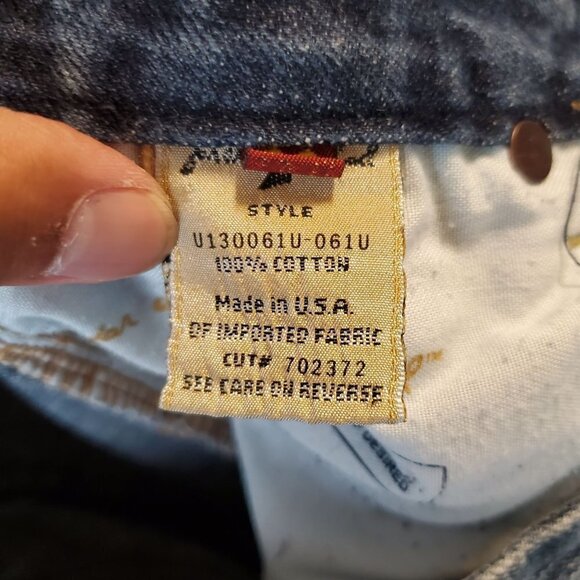 STYLE
U130061U-061U
100% COTTON
Made in U.S.A.
OF IMPORTED FABRIC
CUT# 702372
SEE CARE ON REVERSE